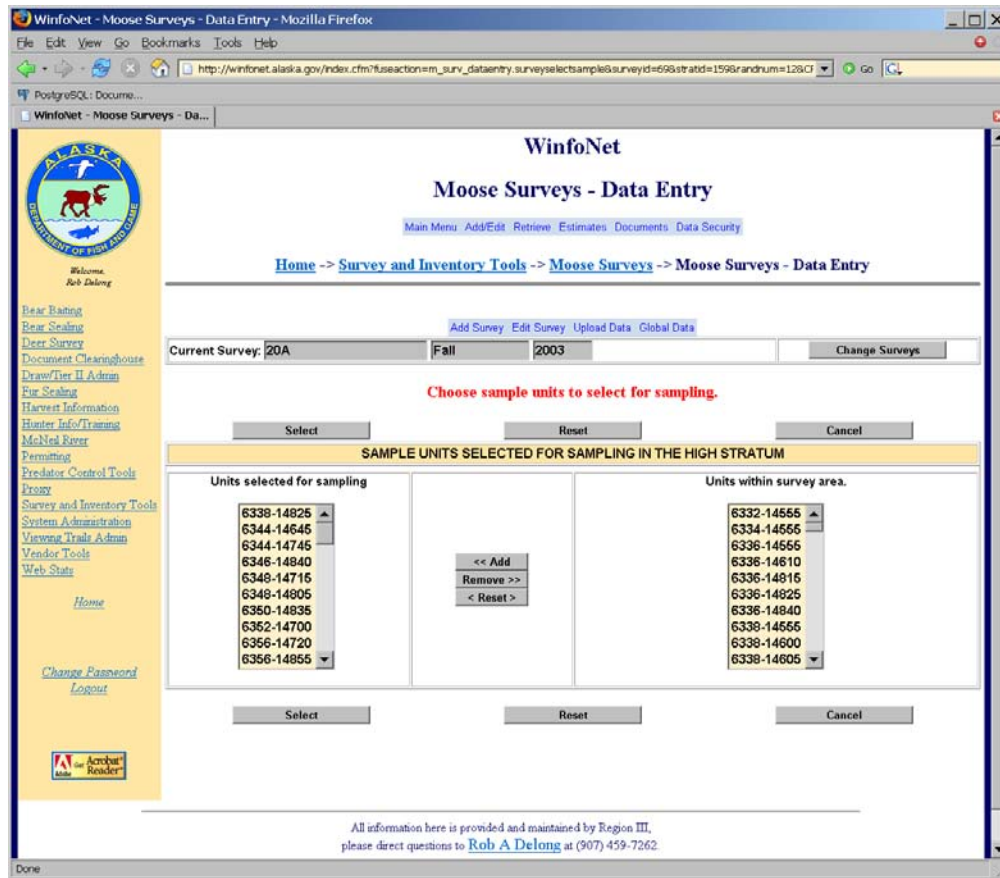 WinfoNet - Moose Surveys - Data Entry - Mozilla Firefox
File Edit View Go Bookmarks Tools Help
http://winfonet.alaska.gov/index.cfm?fuseaction=m_surv_dataentry.surveyselectsample&surveyid=69&stratid=159&randnum=12&CF
Go
PostgreSQL: Docume...
WinfoNet - Moose Surveys - Da...
ALASKA
DEPARTMENT OF FISH AND GAME
Welcome,
Rob Delong
Bear Baiting
Bear Sealing
Deer Survey
Document Clearinghouse
Draw/Tier II Admin
Fur Sealing
Harvest Information
Hunter Info/Training
McNeil River
Permitting
Predator Control Tools
Proxy
Survey and Inventory Tools
System Administration
Viewing Trails Admin
Vendor Tools
Web Stats
Home
Change Password
Logout
Adobe
Get Acrobat®
Reader™
WinfoNet
Moose Surveys - Data Entry
Main Menu Add/Edit Retrieve Estimates Documents Data Security
Home -> Survey and Inventory Tools -> Moose Surveys -> Moose Surveys - Data Entry
Add Survey Edit Survey Upload Data Global Data
Current Survey: 20A Fall 2003 Change Surveys
Choose sample units to select for sampling.
Select Reset Cancel
SAMPLE UNITS SELECTED FOR SAMPLING IN THE HIGH STRATUM
Units selected for sampling
6338-14825
6344-14645
6344-14745
6346-14840
6348-14715
6348-14805
6350-14835
6352-14700
6356-14720
6356-14855
<< Add
Remove >>
< Reset >
Units within survey area.
6332-14555
6334-14555
6336-14555
6336-14610
6336-14815
6336-14825
6336-14840
6338-14555
6338-14600
6338-14605
Select Reset Cancel
All information here is provided and maintained by Region III,
please direct questions to Rob A Delong at (907) 459-7262.
Done